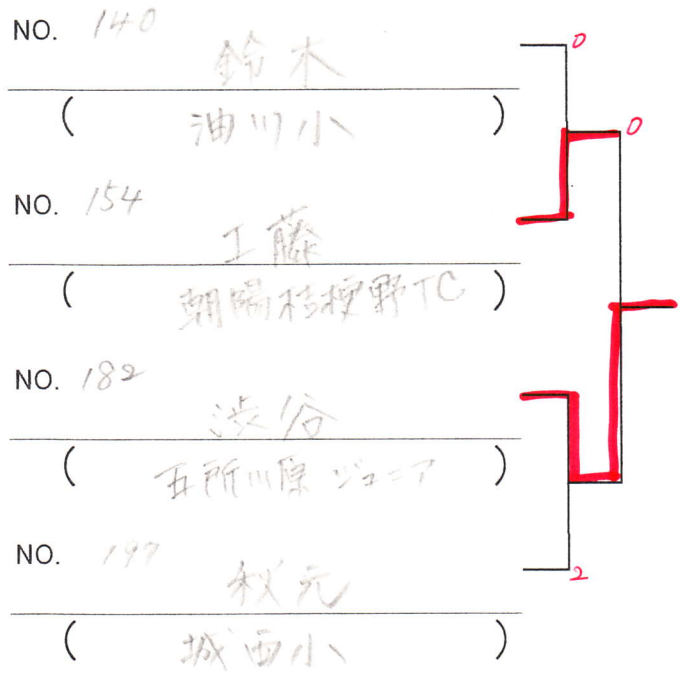 NO. 140
鈴木
0
(油川小)
0
NO. 154
工藤
(朝陽桔梗野TC)
NO. 182
渋谷
(五所川原ジュニア)
NO. 197
秋元
2
(城西小)